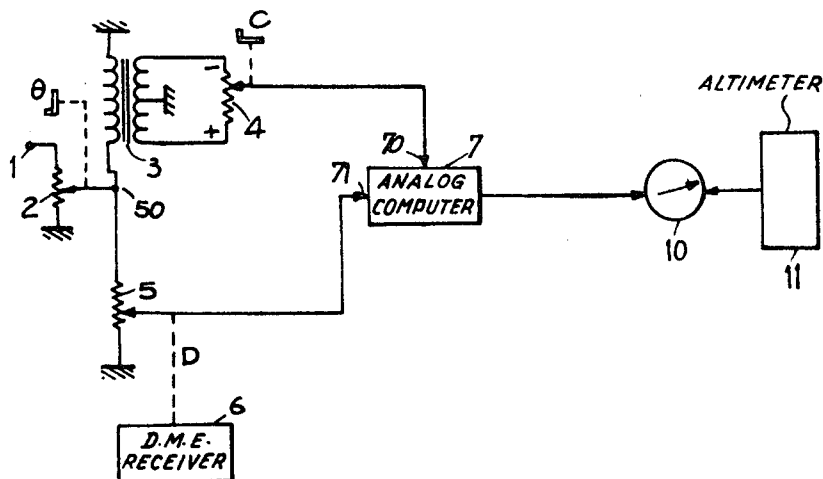 C
θ
−
+
4
3
1
2
50
70
7
71
ANALOG
COMPUTER
ALTIMETER
10
11
5
D
6
D.M.E.
RECEIVER